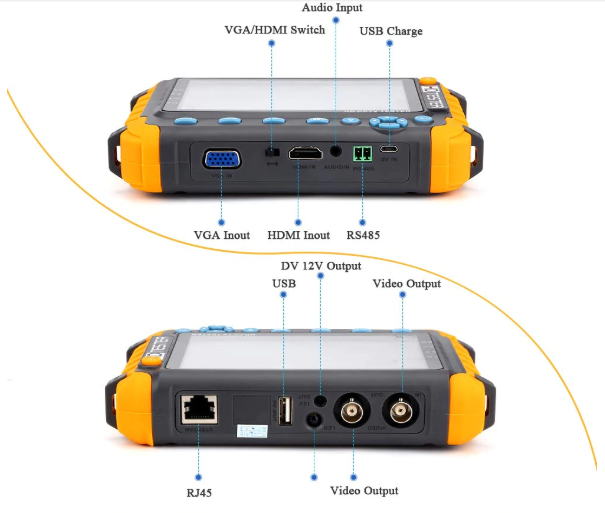 Audio Input
VGA/HDMI Switch
USB Charge
VGA Inout
HDMI Inout
RS485
DV 12V Output
USB
Video Output
RJ45
Video Output